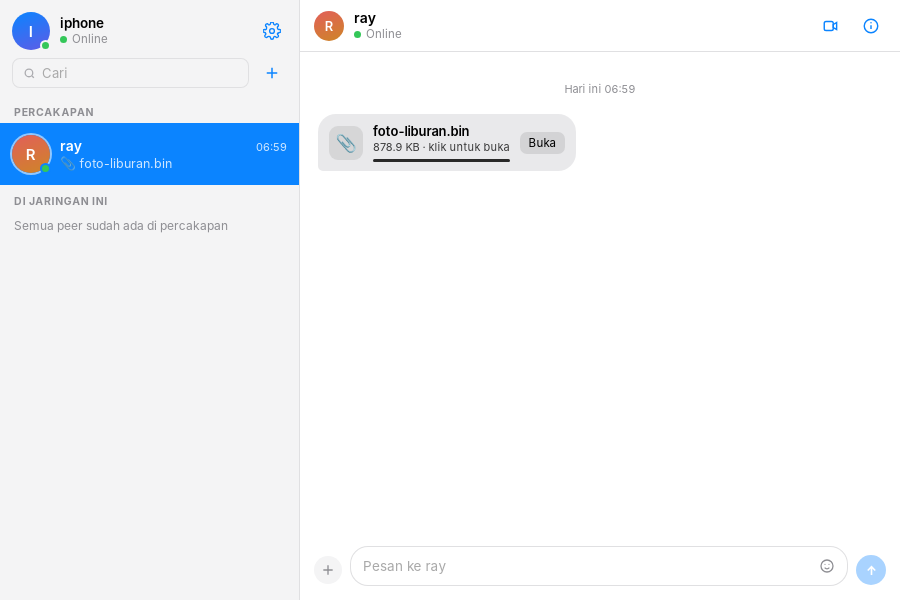 I
iphone
Online
Cari
PERCAKAPAN
R
ray
06:59
📎 foto-liburan.bin
DI JARINGAN INI
Semua peer sudah ada di percakapan
R
ray
Online
Hari ini 06:59
foto-liburan.bin
878.9 KB · klik untuk buka
Buka
Pesan ke ray